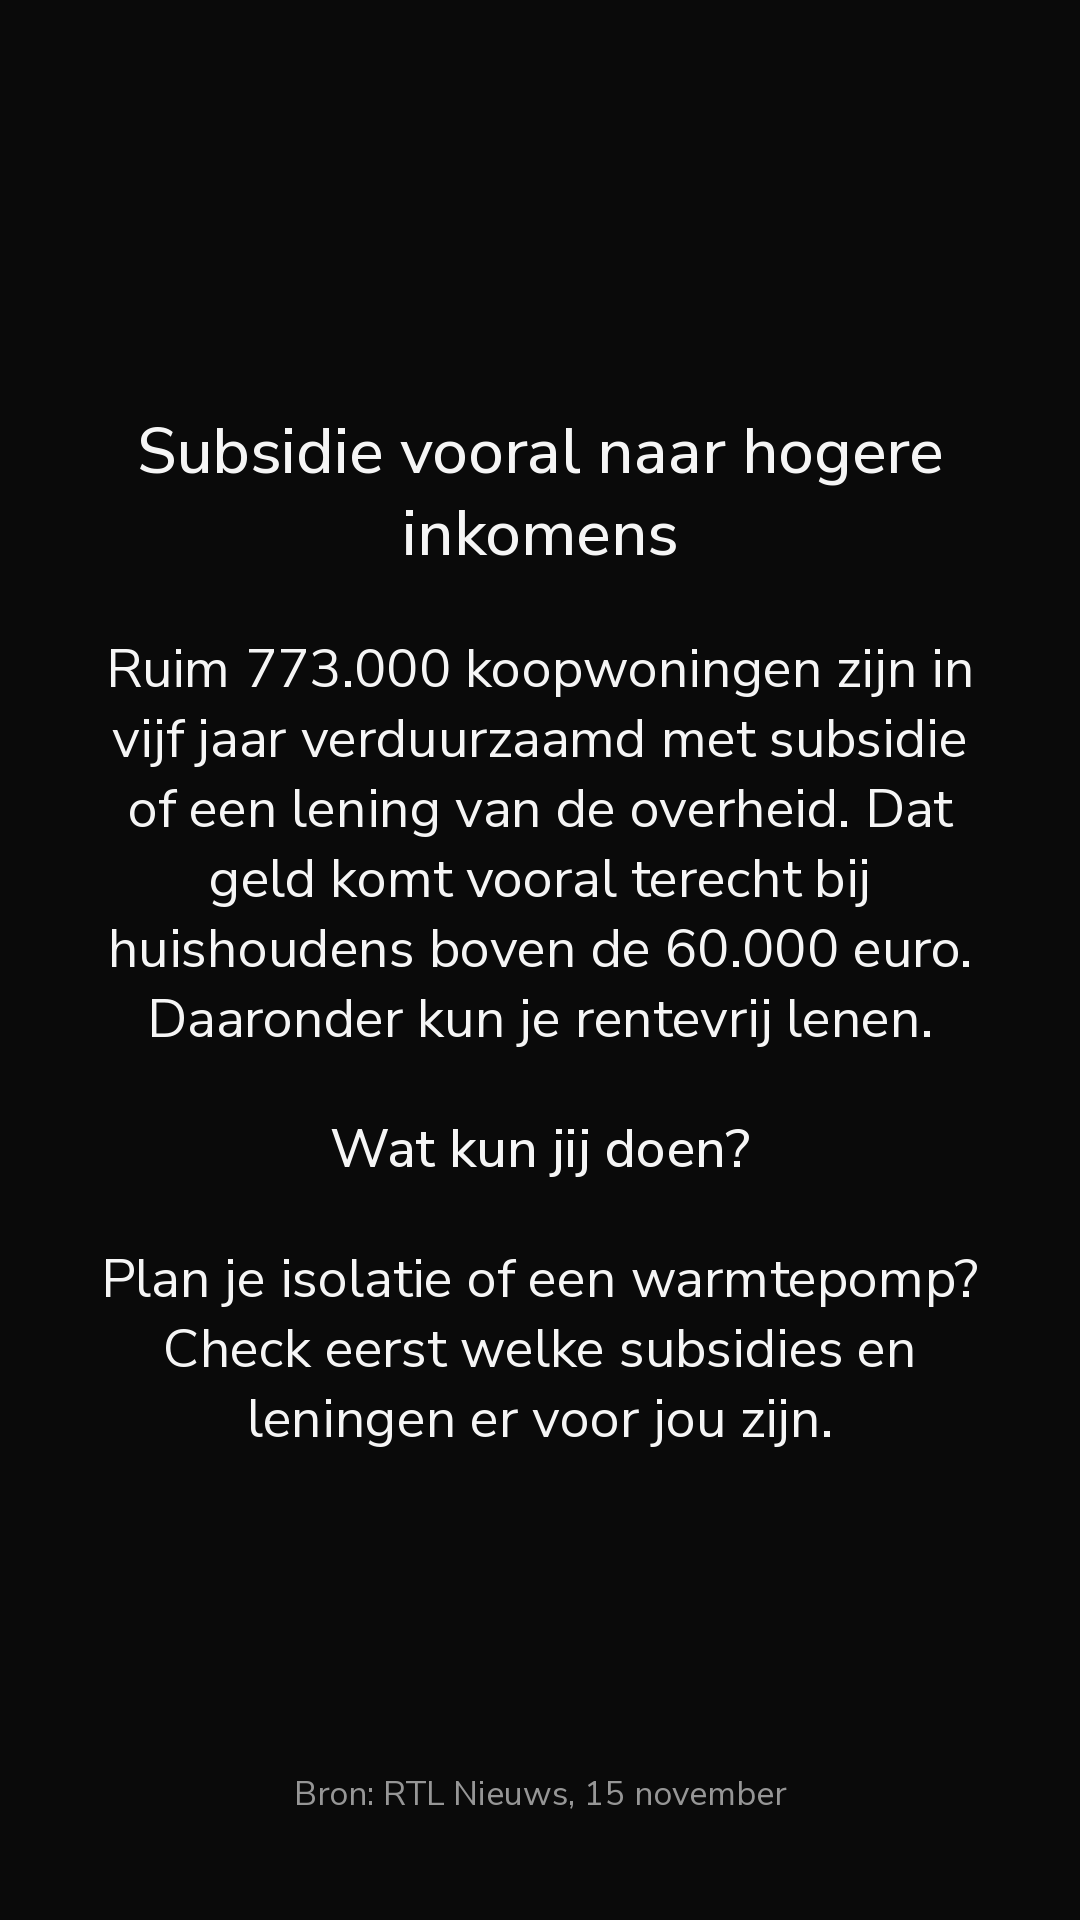 Subsidie vooral naar hogere
inkomens
Ruim 773.000 koopwoningen zijn in
vijf jaar verduurzaamd met subsidie
of een lening van de overheid. Dat
geld komt vooral terecht bij
huishoudens boven de 60.000 euro.
Daaronder kun je rentevrij lenen.
Wat kun jij doen?
Plan je isolatie of een warmtepomp?
Check eerst welke subsidies en
leningen er voor jou zijn.
Bron: RTL Nieuws, 15 november